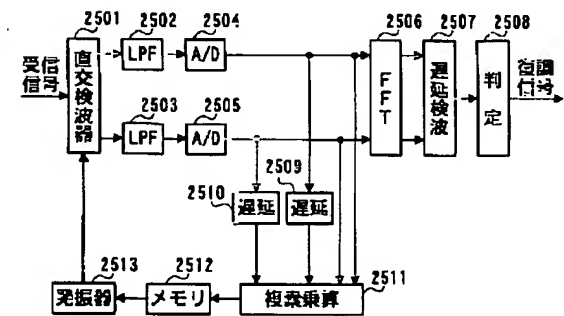 2501
2502
2504
2506
2507
2508
受信
信号
直交検波器
LPF
A/D
FFT
遅延検波
判定
復調
信号
2503
2505
LPF
A/D
2510
2509
遅延
遅延
2513
2512
2511
発振器
メモリ
複素乗算